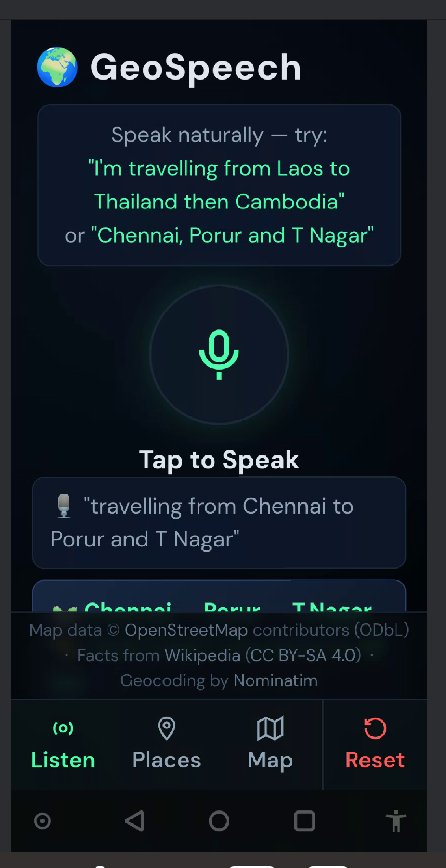 GeoSpeech
Speak naturally — try:
"I'm travelling from Laos to
Thailand then Cambodia"
or "Chennai, Porur and T Nagar"
Tap to Speak
"travelling from Chennai to
Porur and T Nagar"
Chennai Porur T Nagar
Map data © OpenStreetMap contributors (ODbL)
· Facts from Wikipedia (CC BY-SA 4.0) ·
Geocoding by Nominatim
Listen Places Map Reset